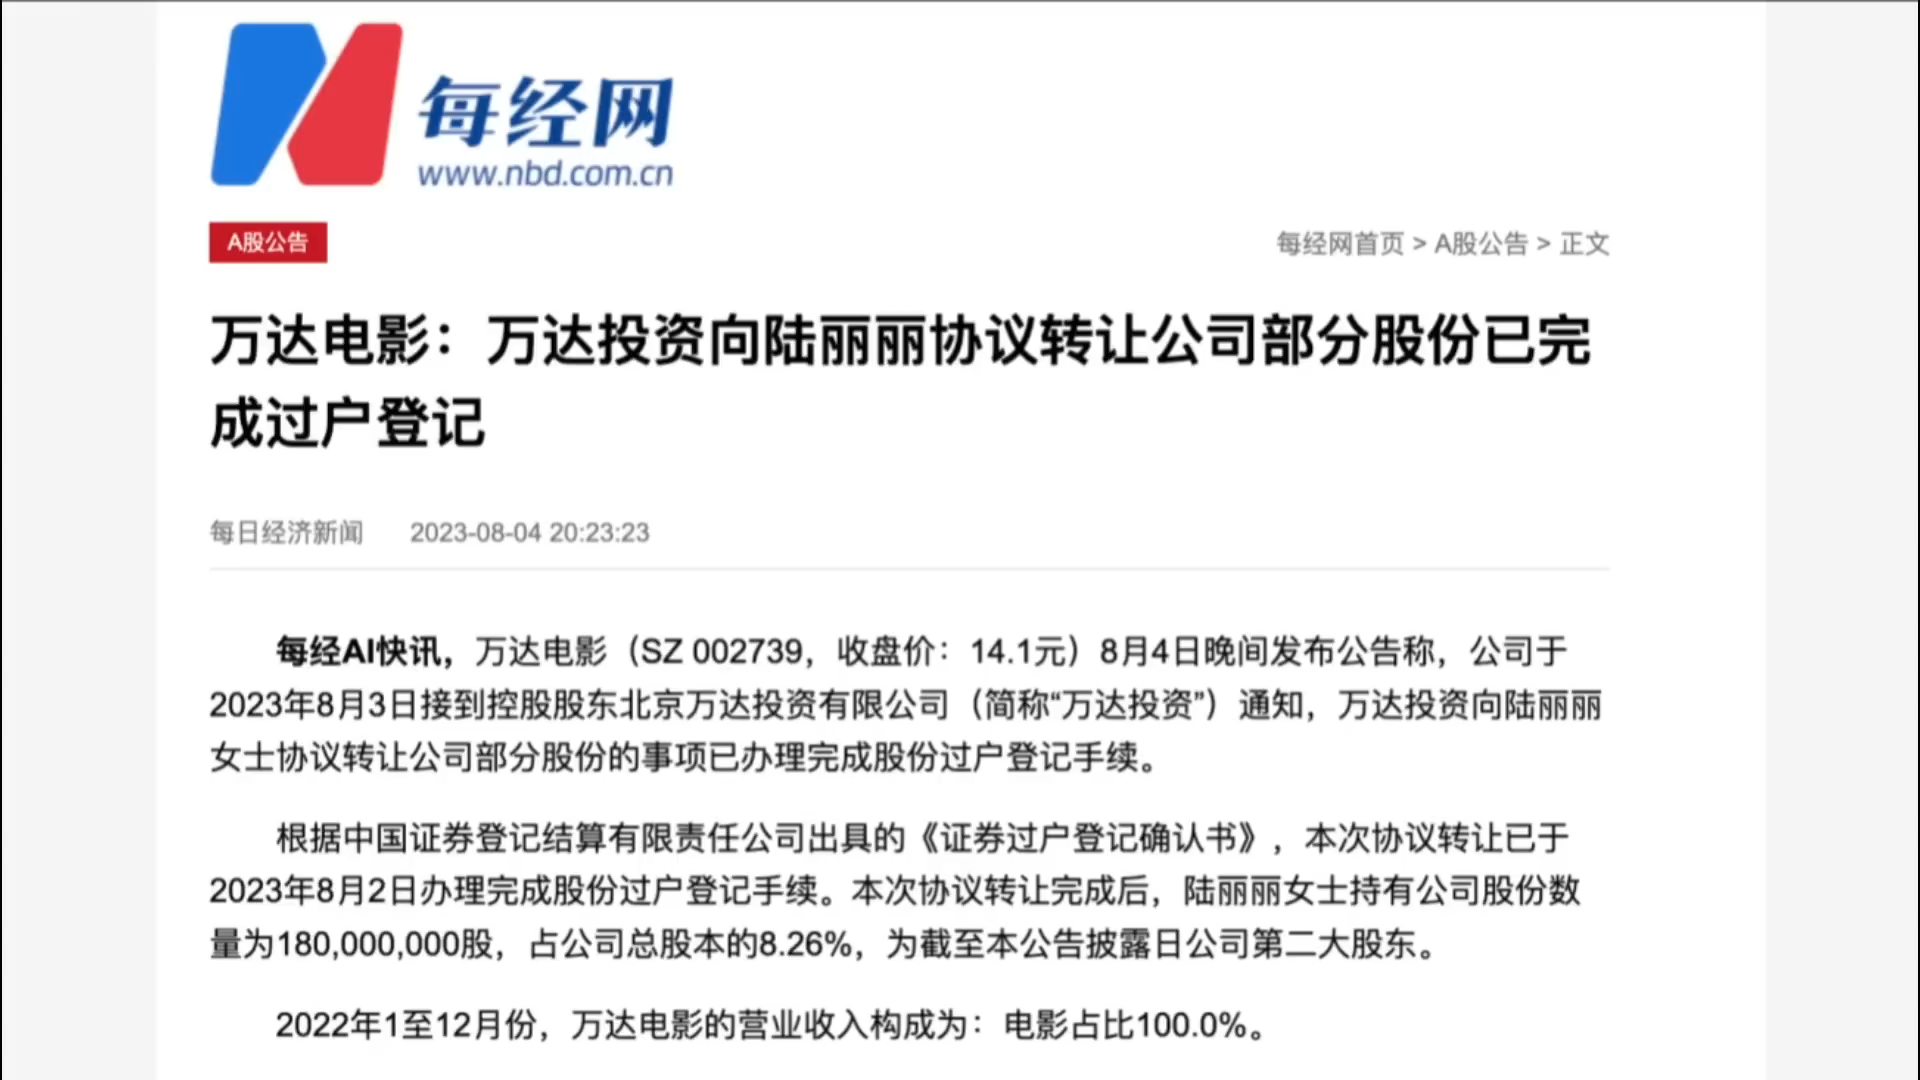 每经网
www.nbd.com.cn
A股公告
每经网首页 > A股公告 > 正文
万达电影：万达投资向陆丽丽协议转让公司部分股份已完
成过户登记
每日经济新闻 2023-08-04 20:23:23
每经AI快讯，万达电影（SZ 002739，收盘价：14.1元）8月4日晚间发布公告称，公司于
2023年8月3日接到控股股东北京万达投资有限公司（简称“万达投资”）通知，万达投资向陆丽丽
女士协议转让公司部分股份的事项已办理完成股份过户登记手续。
根据中国证券登记结算有限责任公司出具的《证券过户登记确认书》，本次协议转让已于
2023年8月2日办理完成股份过户登记手续。本次协议转让完成后，陆丽丽女士持有公司股份数
量为180,000,000股，占公司总股本的8.26%，为截至本公告披露日公司第二大股东。
2022年1至12月份，万达电影的营业收入构成为：电影占比100.0%。